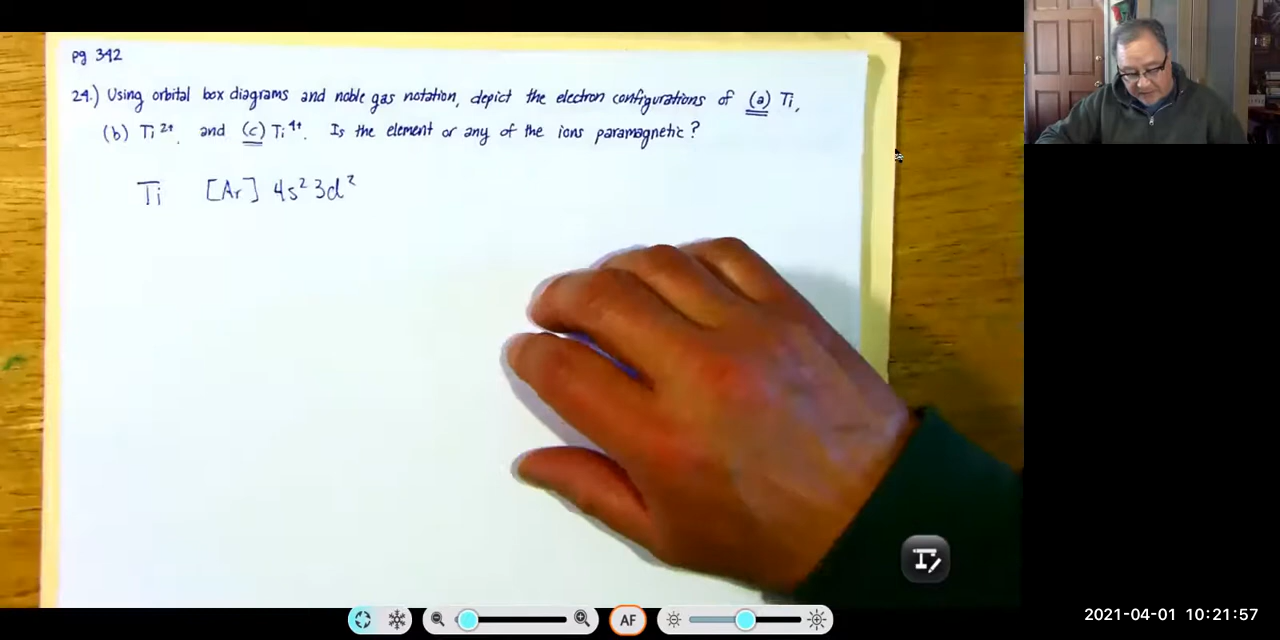 pg 342
24.) Using orbital box diagrams and noble gas notation, depict the electron configurations of (a) Ti,
(b) Ti²⁺, and (c) Ti⁴⁺. Is the element or any of the ions paramagnetic?
Ti [Ar] 4s² 3d²
AF
2021-04-01 10:21:57